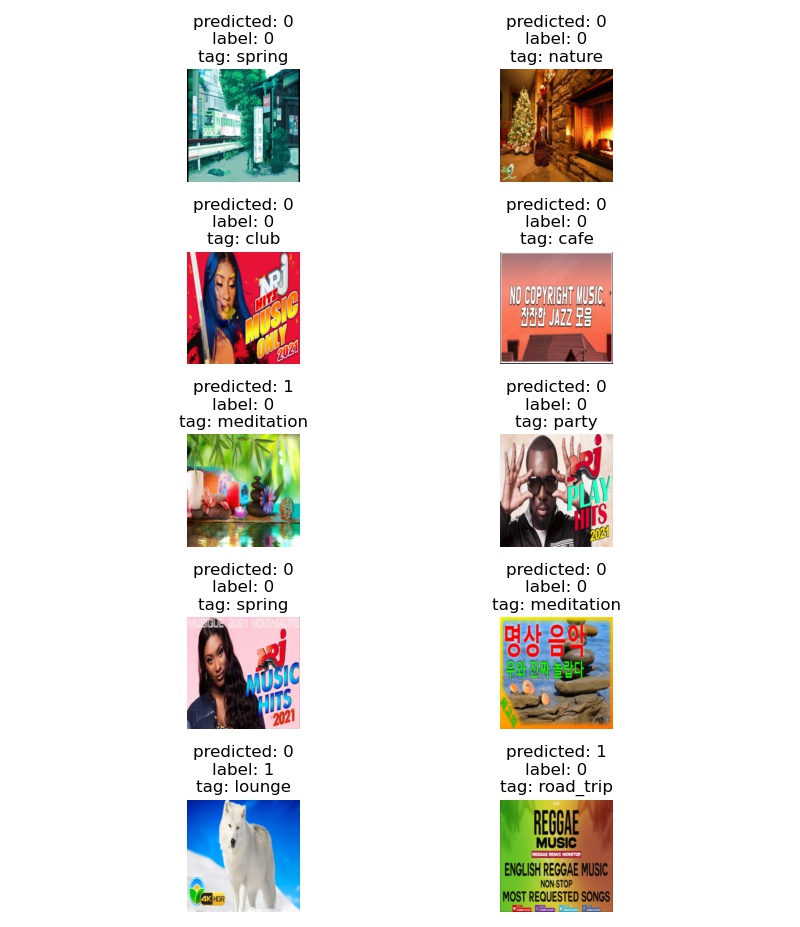 predicted: 0
label: 0
tag: spring
predicted: 0
label: 0
tag: nature
predicted: 0
label: 0
tag: club
NRJ
HITS
MUSIC
ONLY
2021
predicted: 0
label: 0
tag: cafe
NO COPYRIGHT MUSIC,
잔잔한 JAZZ 모음
predicted: 1
label: 0
tag: meditation
predicted: 0
label: 0
tag: party
NRJ
PLAY
HITS
2021
predicted: 0
label: 0
tag: spring
MUSIQUE 2021 NOUVEAUTE
NRJ
MUSIC
HITS
2021
predicted: 0
label: 0
tag: meditation
명상 음악
우와 진짜 놀랍다
predicted: 0
label: 1
tag: lounge
4K HDR
predicted: 1
label: 0
tag: road_trip
REGGAE
MUSIC
REGGAE REMIX NONSTOP
ENGLISH REGGAE MUSIC
NON-STOP
MOST REQUESTED SONGS